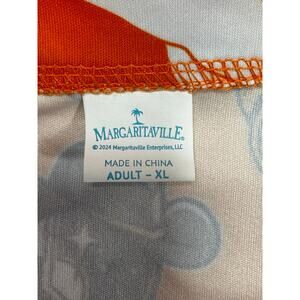 MARGARITAVILLE®
© 2024 Margaritaville Enterprises, LLC
MADE IN CHINA
ADULT - XL